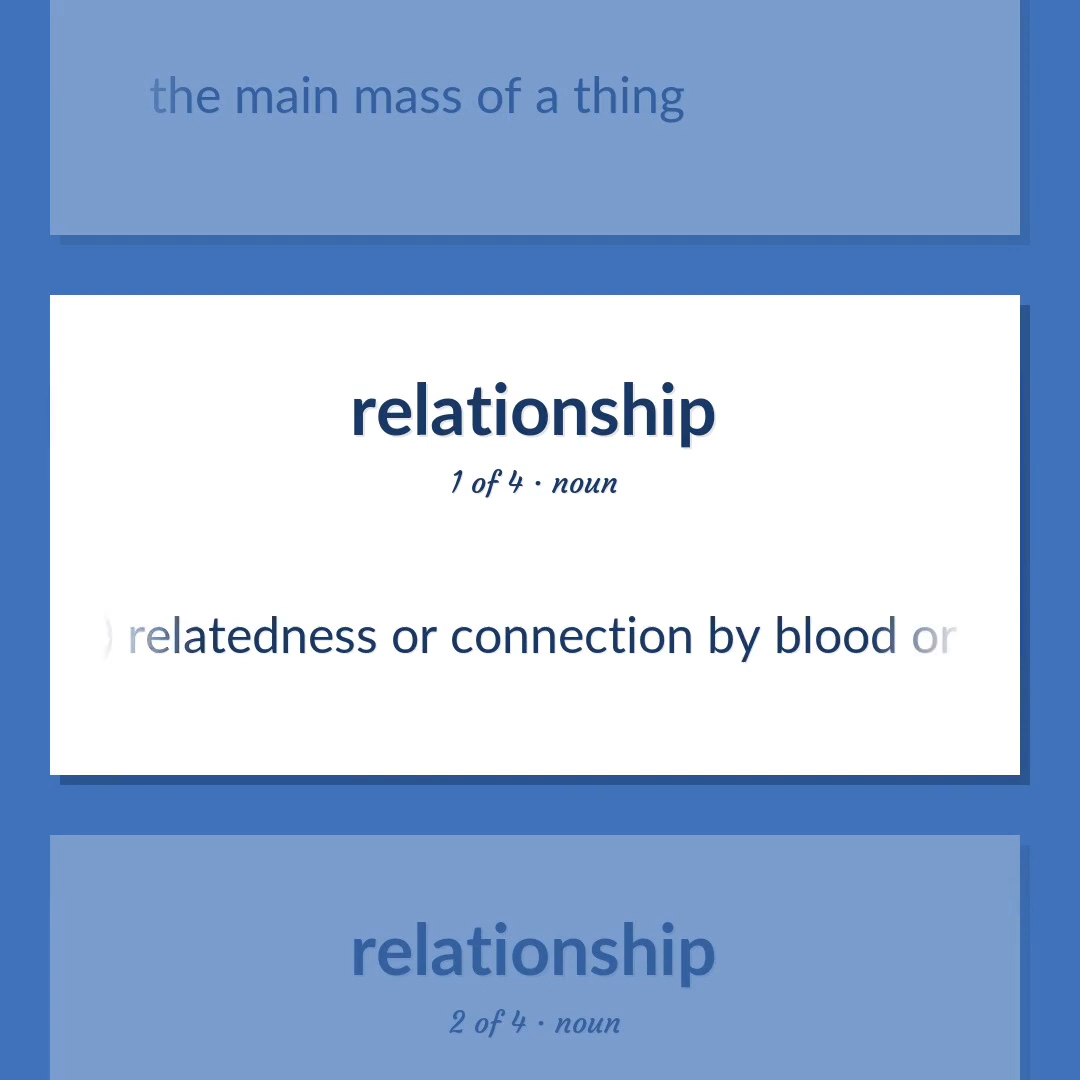 the main mass of a thing
relationship
1 of 4 · noun
) relatedness or connection by blood or
relationship
2 of 4 · noun